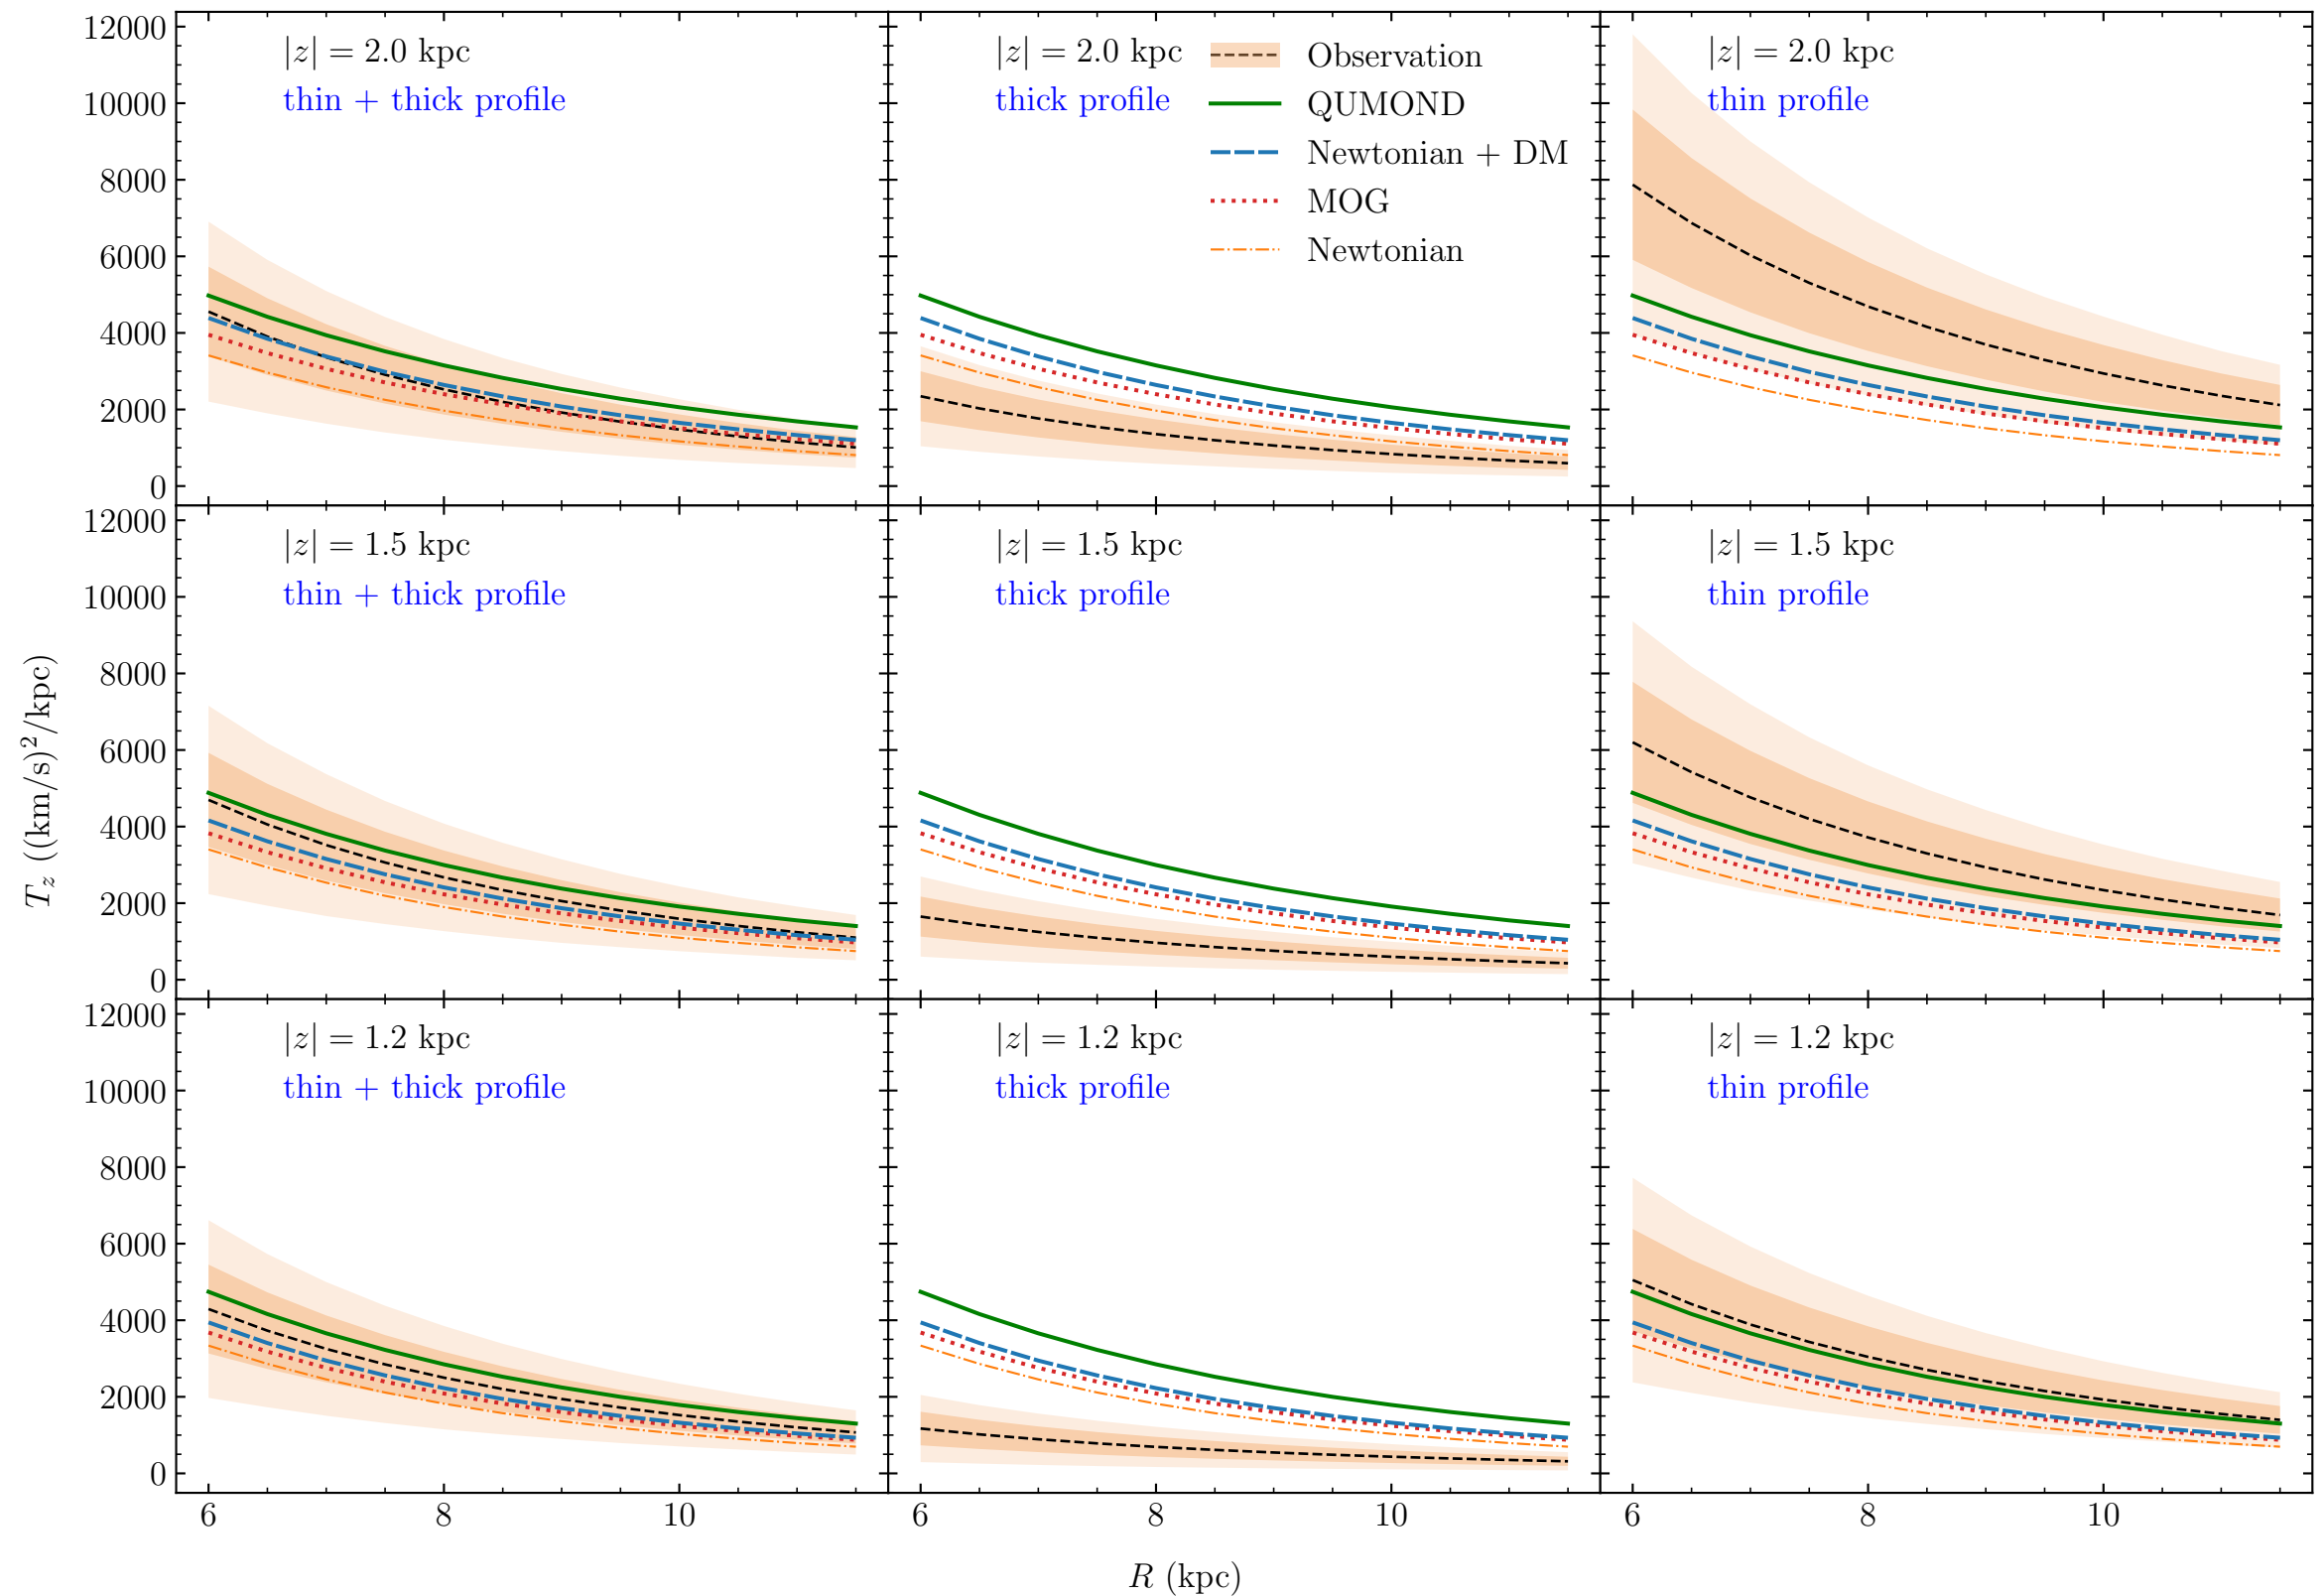 |z| = 2.0 kpc
thin + thick profile
|z| = 2.0 kpc
thick profile
Observation
QUMOND
Newtonian + DM
MOG
Newtonian
|z| = 2.0 kpc
thin profile
12000
10000
8000
6000
4000
2000
0
|z| = 1.5 kpc
thin + thick profile
|z| = 1.5 kpc
thick profile
|z| = 1.5 kpc
thin profile
12000
10000
8000
6000
4000
2000
0
T_z ((km/s)²/kpc)
|z| = 1.2 kpc
thin + thick profile
|z| = 1.2 kpc
thick profile
|z| = 1.2 kpc
thin profile
12000
10000
8000
6000
4000
2000
0
6 8 10
6 8 10
6 8 10
R (kpc)